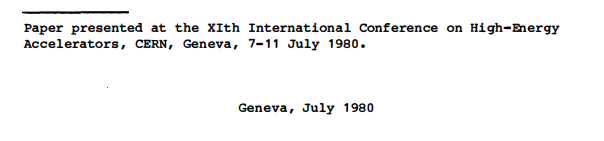 Paper presented at the XIth International Conference on High-Energy
Accelerators, CERN, Geneva, 7-11 July 1980.
Geneva, July 1980